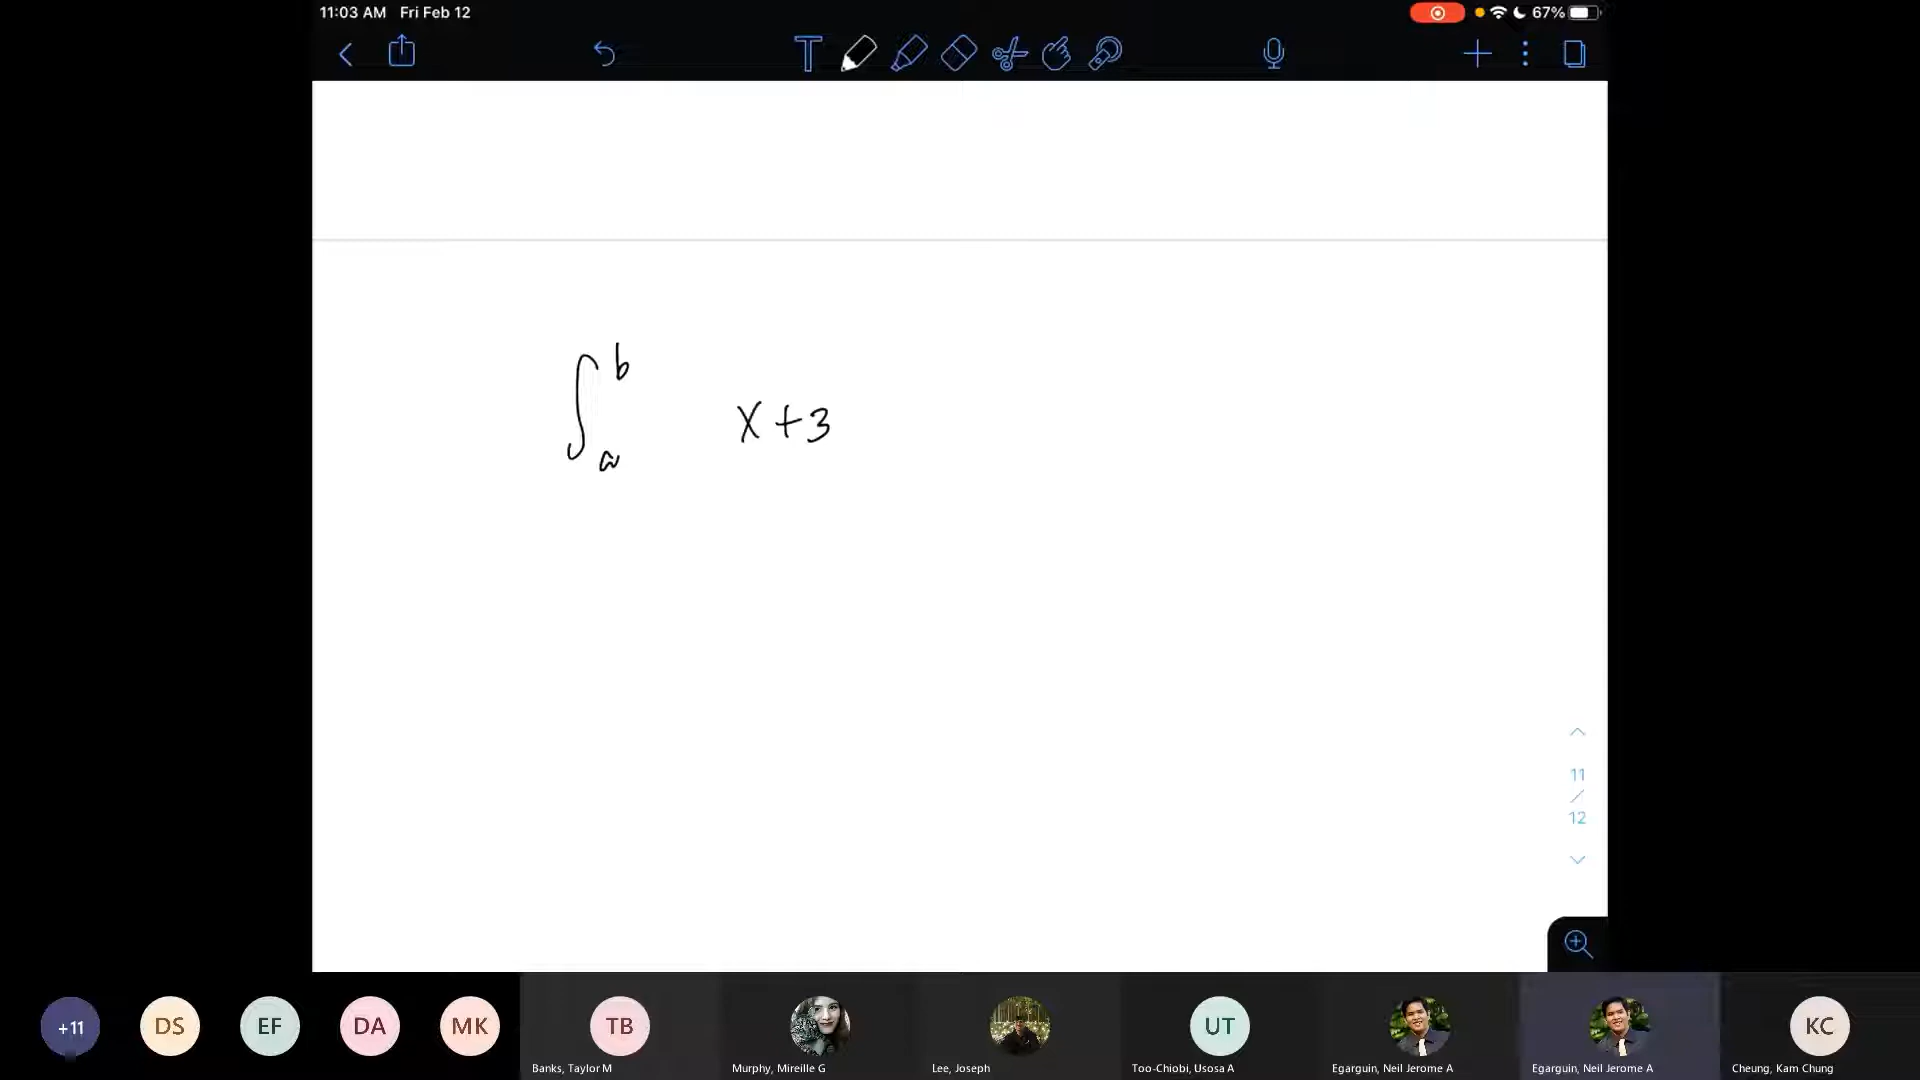 11:03 AM Fri Feb 12
67%
∫ₐᵇ x+3
11
/
12
+11
DS
EF
DA
MK
TB
UT
KC
Banks, Taylor M
Murphy, Mireille G
Lee, Joseph
Too-Chiobi, Usosa A
Egarguin, Neil Jerome A
Egarguin, Neil Jerome A
Cheung, Kam Chung